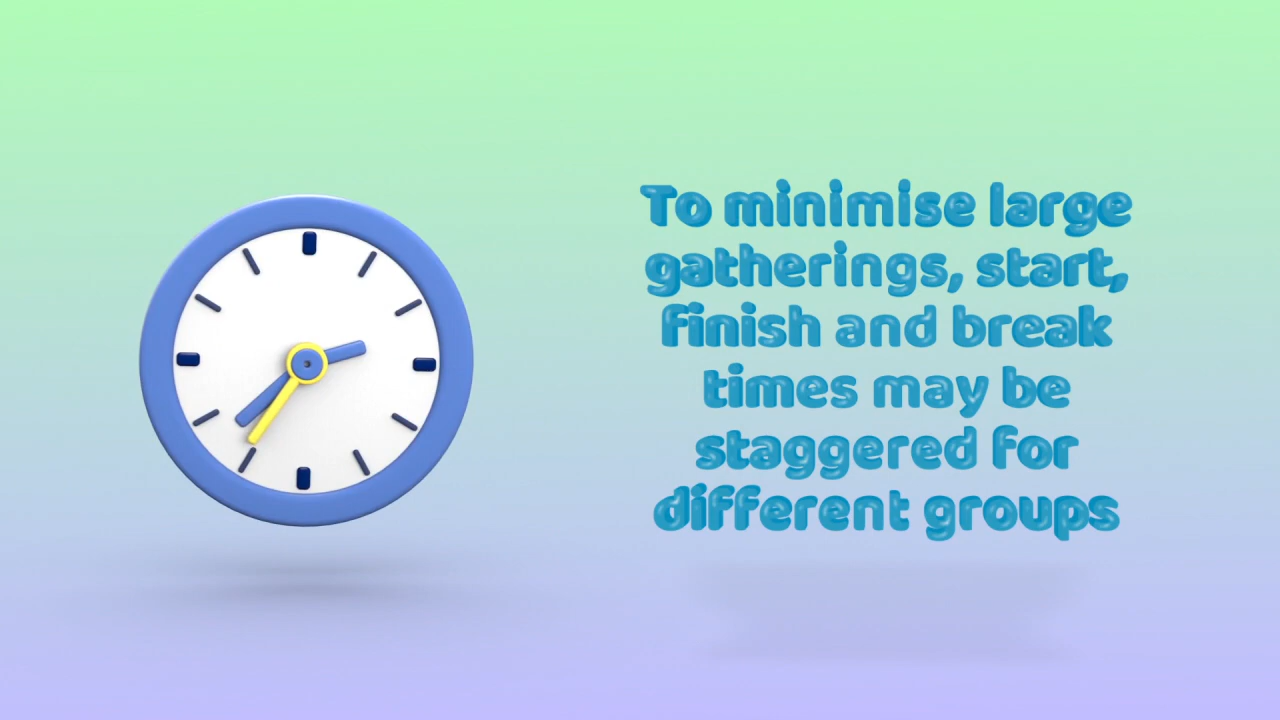 To minimise large
gatherings, start,
finish and break
times may be
staggered for
different groups